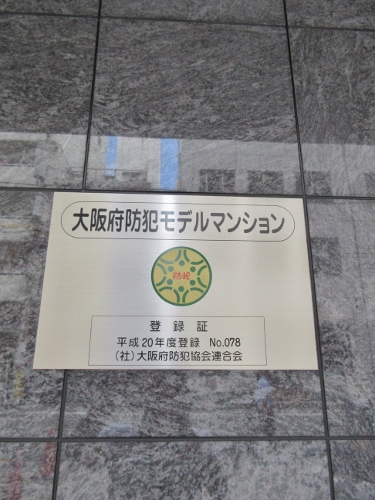 大阪府防犯モデルマンション
防犯
登録証
平成20年度登録 No.078
(社)大阪府防犯協会連合会